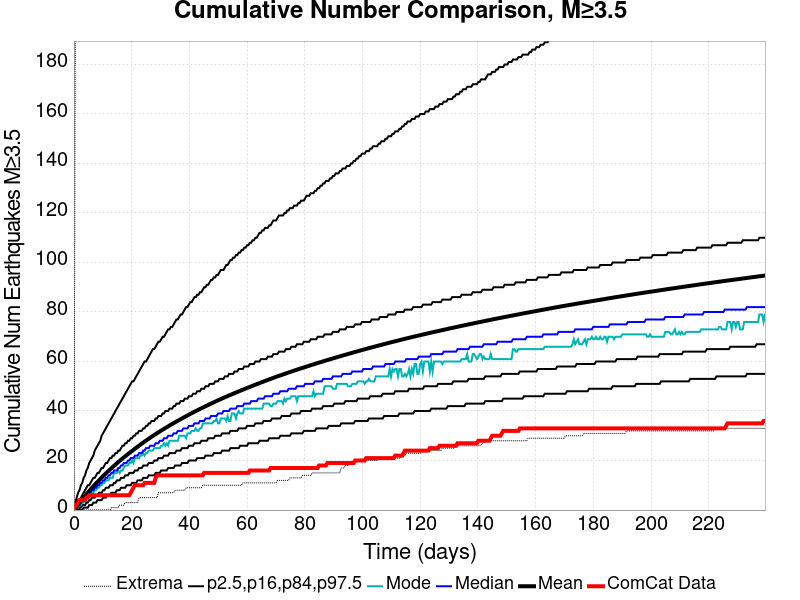 Cumulative Number Comparison, M≥3.5
Cumulative Num Earthquakes M≥3.5
180
160
140
120
100
80
60
40
20
0
0 20 40 60 80 100 120 140 160 180 200 220
Time (days)
Extrema p2.5,p16,p84,p97.5 Mode Median Mean ComCat Data